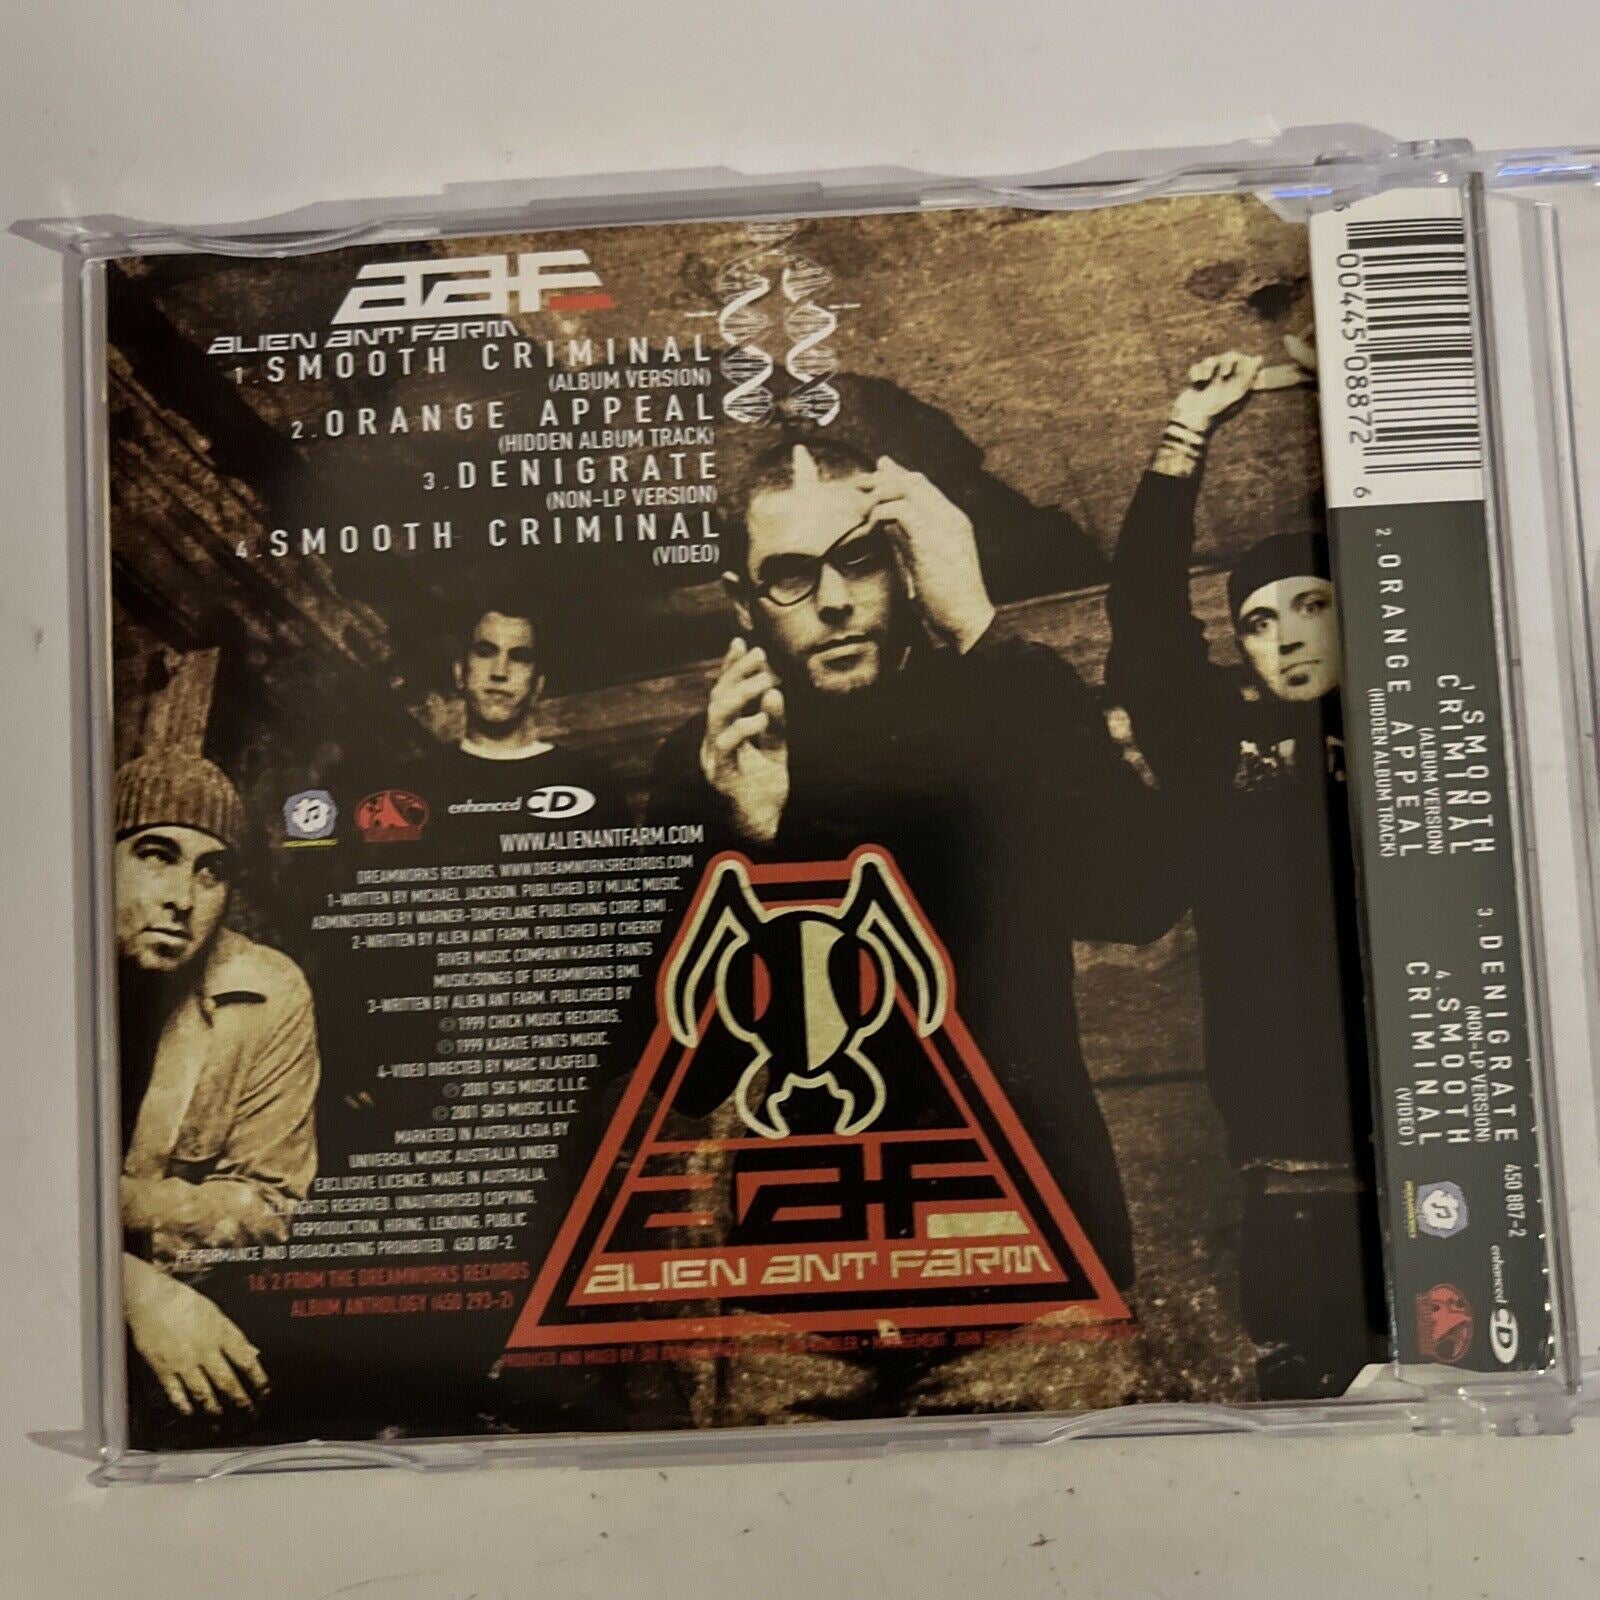 aaf
ALIEN ANT FARM
1. SMOOTH CRIMINAL
(ALBUM VERSION)
2. ORANGE APPEAL
(HIDDEN ALBUM TRACK)
3. DENIGRATE
(NON-LP VERSION)
4. SMOOTH CRIMINAL
(VIDEO)
enhanced CD
WWW.ALIENANTFARM.COM
DREAMWORKS RECORDS. WWW.DREAMWORKSRECORDS.COM
1-WRITTEN BY MICHAEL JACKSON. PUBLISHED BY MIJAC MUSIC,
ADMINISTERED BY WARNER-TAMERLANE PUBLISHING CORP. BMI.
2-WRITTEN BY ALIEN ANT FARM. PUBLISHED BY CHERRY
RIVER MUSIC COMPANY/KARATE PANTS
MUSIC/SONGS OF DREAMWORKS BMI.
3-WRITTEN BY ALIEN ANT FARM. PUBLISHED BY
℗ 1999 CHICK MUSIC RECORDS.
© 1999 KARATE PANTS MUSIC.
4-VIDEO DIRECTED BY MARC KLASFELD.
℗ 2001 SKG MUSIC L.L.C.
© 2001 SKG MUSIC L.L.C.
MARKETED IN AUSTRALASIA BY
UNIVERSAL MUSIC AUSTRALIA UNDER
EXCLUSIVE LICENCE. MADE IN AUSTRALIA.
ALL RIGHTS RESERVED. UNAUTHORISED COPYING,
REPRODUCTION, HIRING, LENDING, PUBLIC
PERFORMANCE AND BROADCASTING PROHIBITED. 450 887-2.
1& 2 FROM THE DREAMWORKS RECORDS
ALBUM ANTHOLOGY (450 293-2)
aaf
ALIEN ANT FARM
PRODUCED AND MIXED BY: JAY • MANAGEMENT: JOHN
00445 08872 6
1. SMOOTH
CRIMINAL
(ALBUM VERSION)
2. ORANGE APPEAL
(HIDDEN ALBUM TRACK)
3. DENIGRATE
(NON-LP VERSION)
4. SMOOTH
CRIMINAL
(VIDEO)
450 887-2
enhanced CD